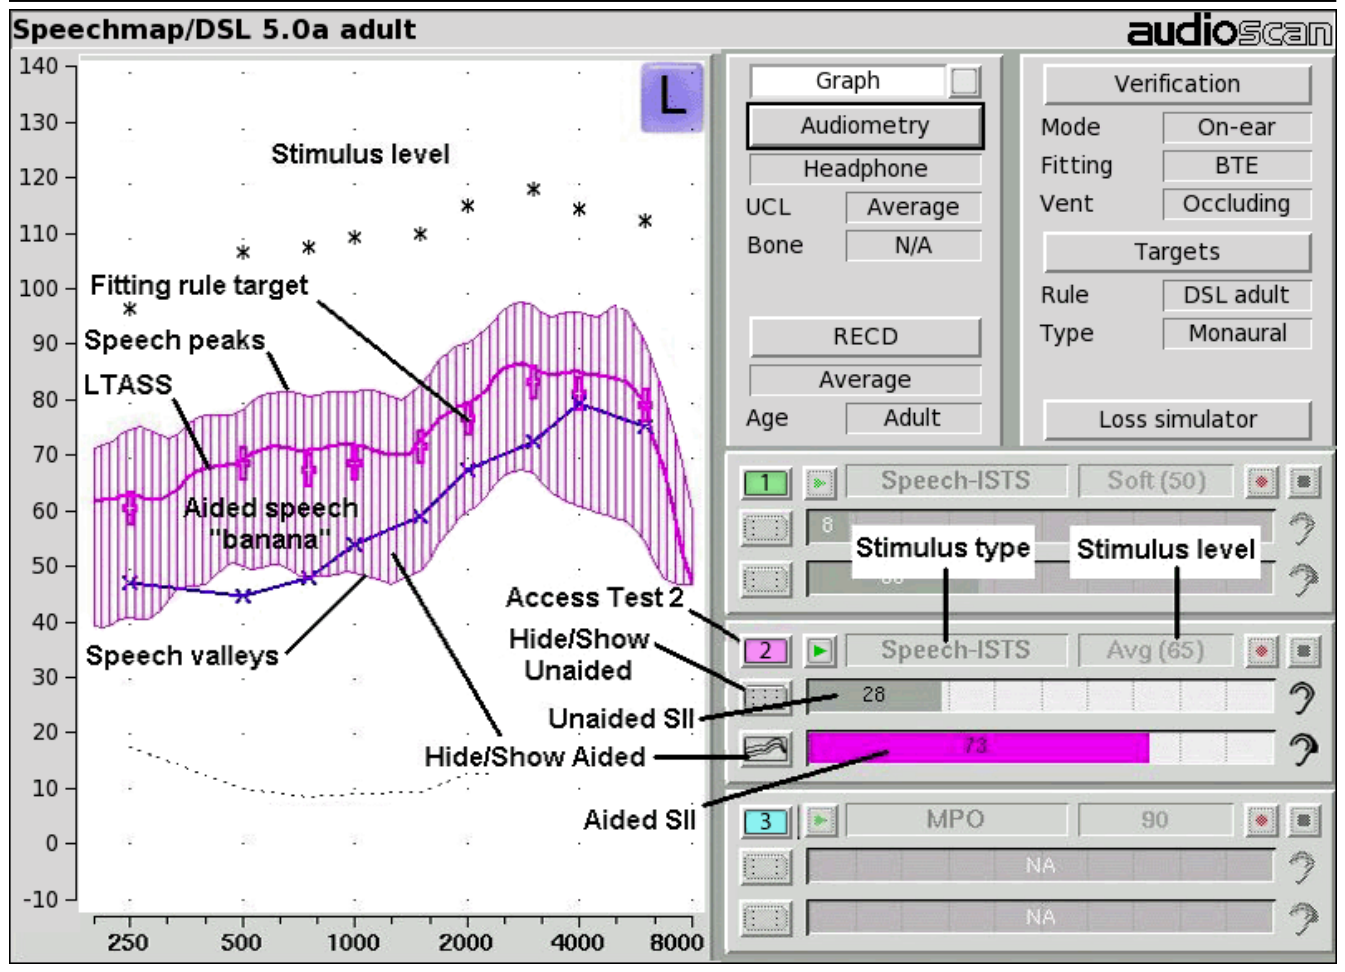 Speechmap/DSL 5.0a adult
audioscan
140
130
120
110
100
90
80
70
60
50
40
30
20
10
0
-10
250
500
1000
2000
4000
8000
L
Stimulus level
Fitting rule target
Speech peaks
LTASS
Aided speech
"banana"
Speech valleys
Access Test 2
Hide/Show
Unaided
Unaided SII
Hide/Show Aided
Aided SII
Graph
Audiometry
Headphone
UCL Average
Bone N/A
RECD
Average
Age Adult
Verification
Mode On-ear
Fitting BTE
Vent Occluding
Targets
Rule DSL adult
Type Monaural
Loss simulator
1 Speech-ISTS Soft (50)
8
Stimulus type Stimulus level
2 Speech-ISTS Avg (65)
28
73
3 MPO 90
NA
NA